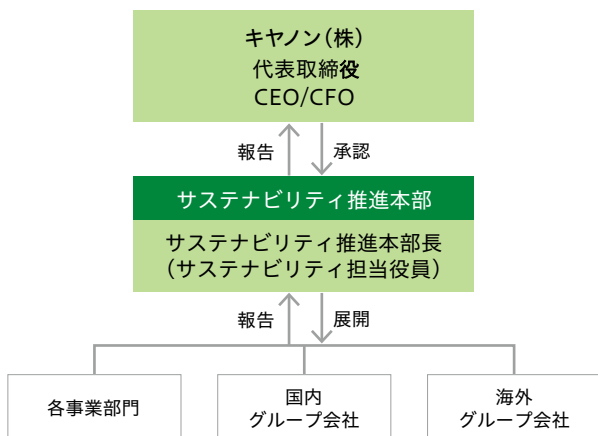 キヤノン（株）
代表取締役
CEO/CFO
報告
承認
サステナビリティ推進本部
サステナビリティ推進本部長
（サステナビリティ担当役員）
報告
展開
各事業部門
国内
グループ会社
海外
グループ会社